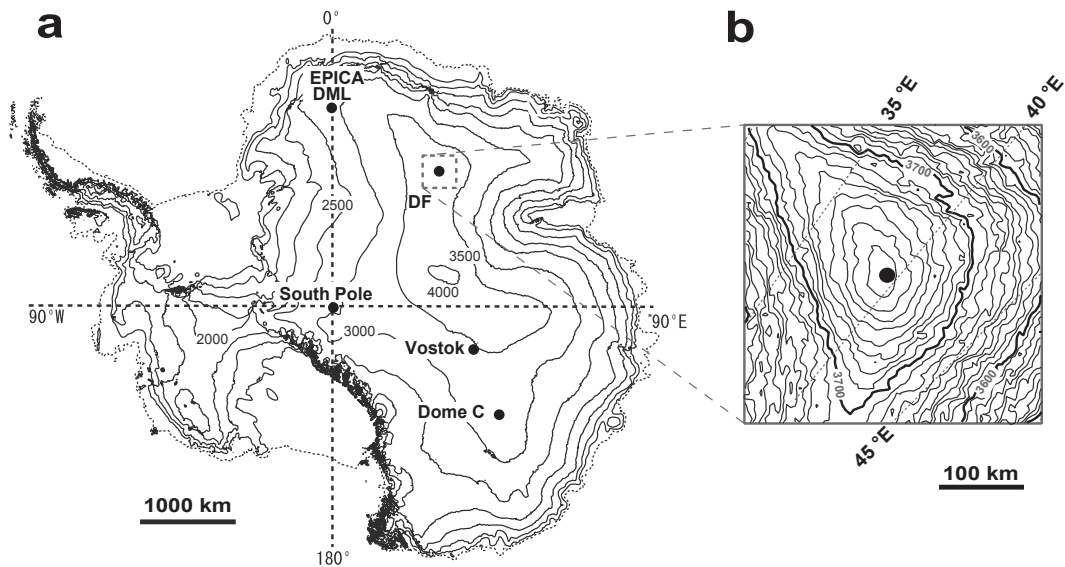 a
0°
EPICA
DML
DF
2500
3500
4000
South Pole
90°W
90°E
2000
3000
Vostok
Dome C
1000 km
180°
b
35 °E
40 °E
3600
3700
3700
3600
45 °E
100 km